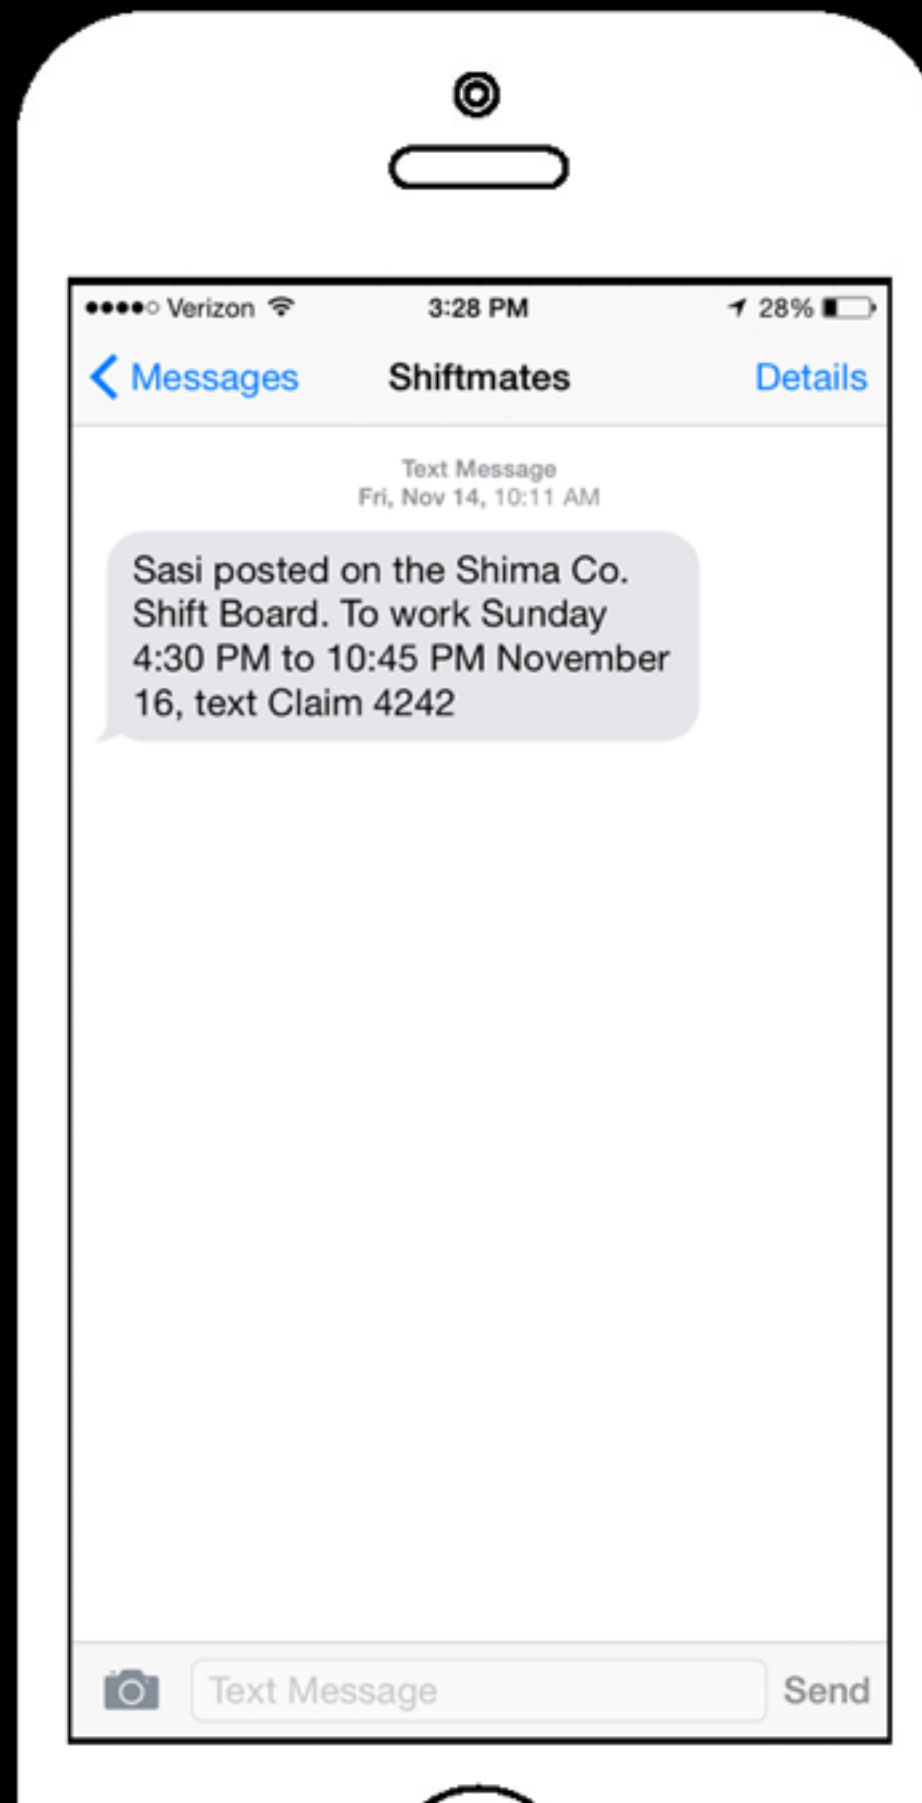 Verizon 3:28 PM 28%
Messages Shiftmates Details
Text Message
Fri, Nov 14, 10:11 AM
Sasi posted on the Shima Co.
Shift Board. To work Sunday
4:30 PM to 10:45 PM November
16, text Claim 4242
Text Message Send